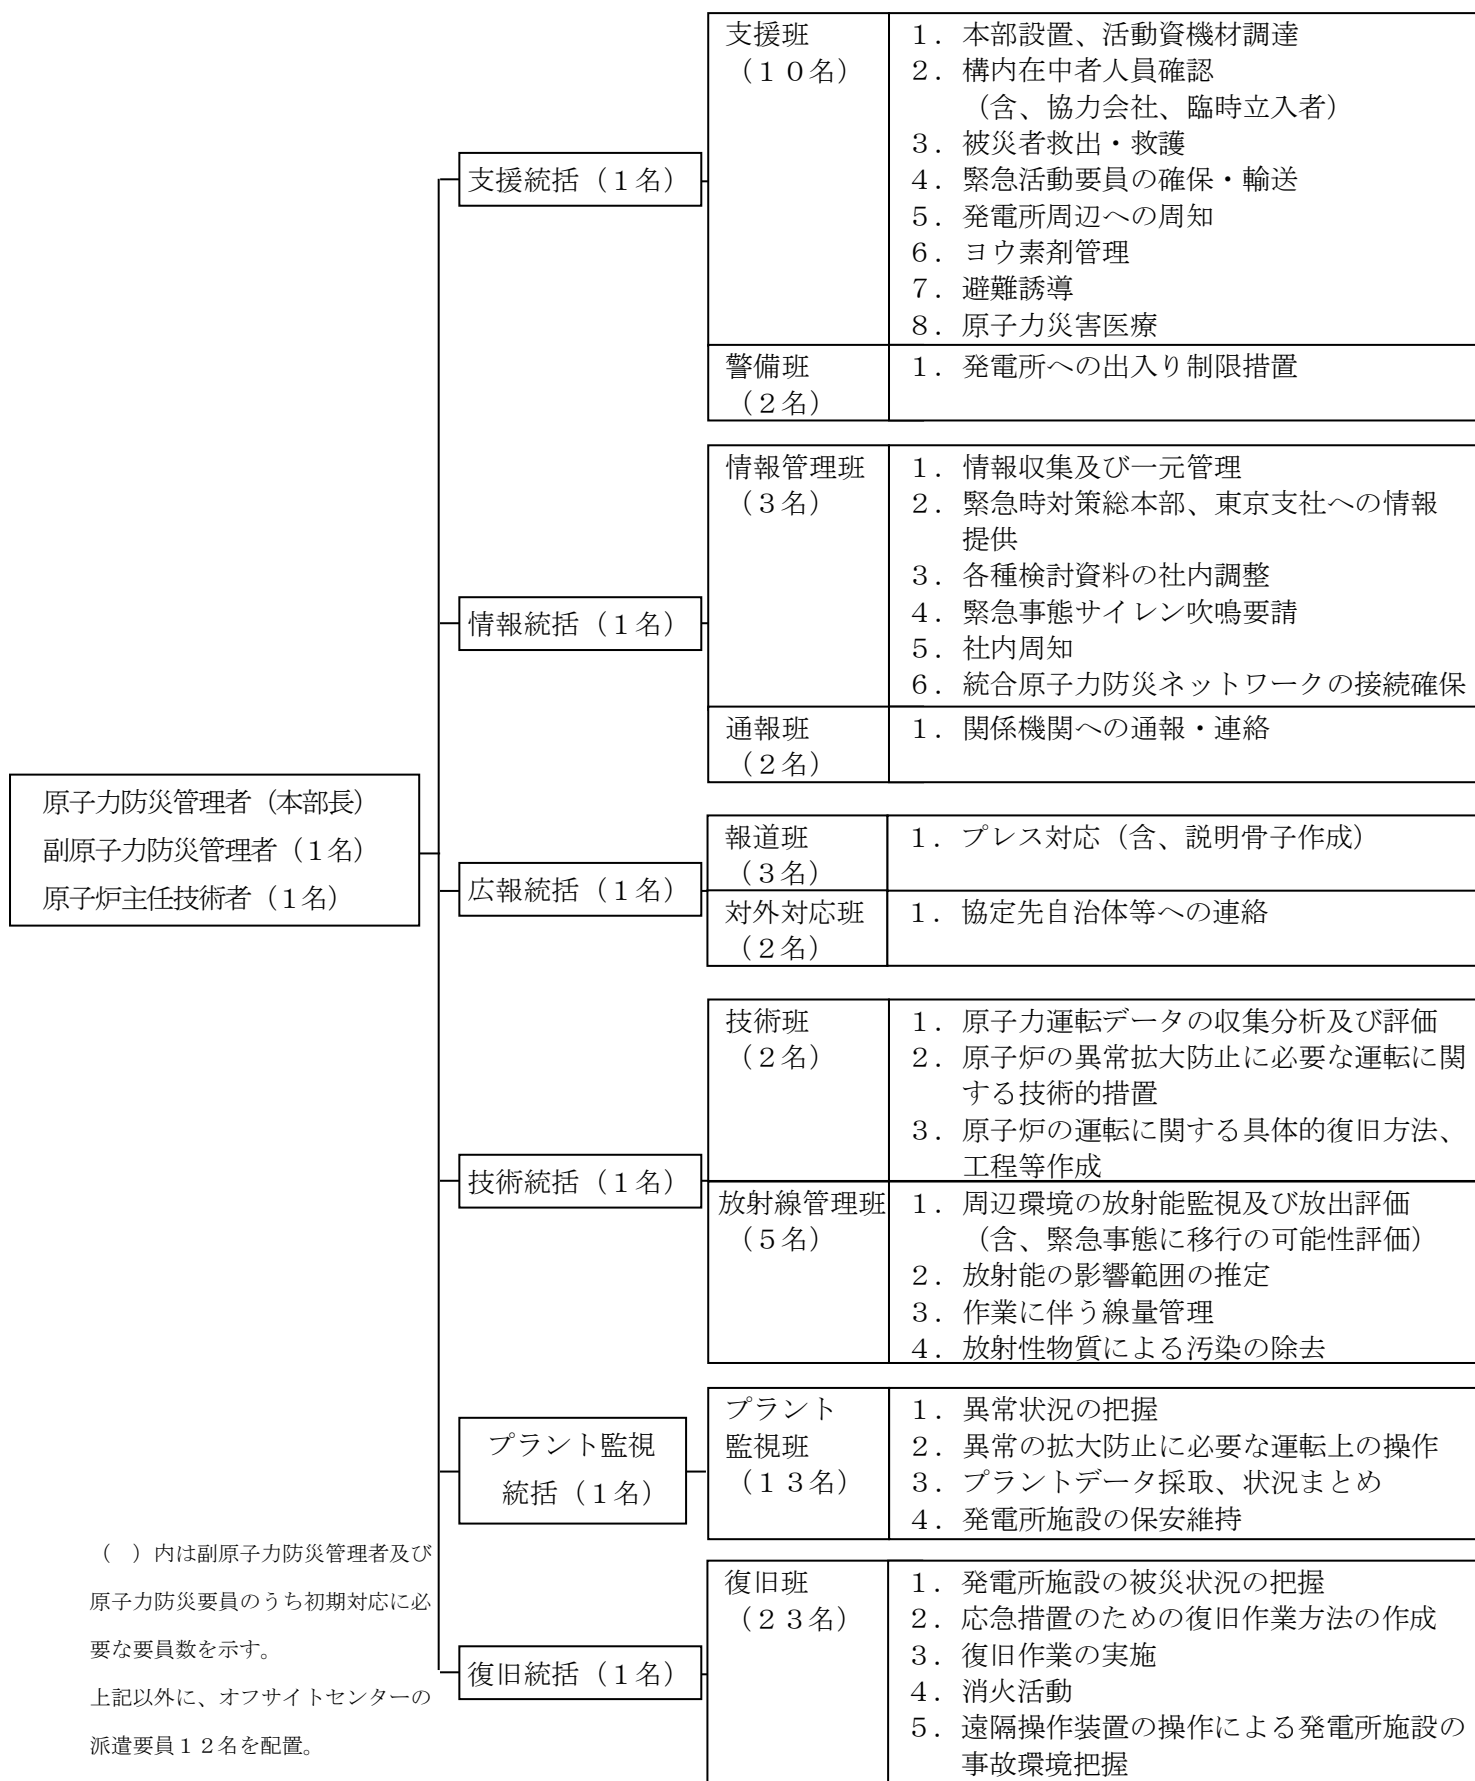 原子力防災管理者（本部長）
副原子力防災管理者（１名）
原子炉主任技術者（１名）
支援統括（１名）
支援班
（１０名）
１．本部設置、活動資機材調達
２．構内在中者人員確認
（含、協力会社、臨時立入者）
３．被災者救出・救護
４．緊急活動要員の確保・輸送
５．発電所周辺への周知
６．ヨウ素剤管理
７．避難誘導
８．原子力災害医療
警備班
（２名）
１．発電所への出入り制限措置
情報統括（１名）
情報管理班
（３名）
１．情報収集及び一元管理
２．緊急時対策総本部、東京支社への情報
提供
３．各種検討資料の社内調整
４．緊急事態サイレン吹鳴要請
５．社内周知
６．統合原子力防災ネットワークの接続確保
通報班
（２名）
１．関係機関への通報・連絡
広報統括（１名）
報道班
（３名）
１．プレス対応（含、説明骨子作成）
対外対応班
（２名）
１．協定先自治体等への連絡
技術統括（１名）
技術班
（２名）
１．原子力運転データの収集分析及び評価
２．原子炉の異常拡大防止に必要な運転に関
する技術的措置
３．原子炉の運転に関する具体的復旧方法、
工程等作成
放射線管理班
（５名）
１．周辺環境の放射能監視及び放出評価
（含、緊急事態に移行の可能性評価）
２．放射能の影響範囲の推定
３．作業に伴う線量管理
４．放射性物質による汚染の除去
プラント監視
統括（１名）
プラント
監視班
（１３名）
１．異常状況の把握
２．異常の拡大防止に必要な運転上の操作
３．プラントデータ採取、状況まとめ
４．発電所施設の保安維持
復旧統括（１名）
復旧班
（２３名）
１．発電所施設の被災状況の把握
２．応急措置のための復旧作業方法の作成
３．復旧作業の実施
４．消火活動
５．遠隔操作装置の操作による発電所施設の
事故環境把握
（　）内は副原子力防災管理者及び
原子力防災要員のうち初期対応に必
要な要員数を示す。
上記以外に、オフサイトセンターの
派遣要員１２名を配置。